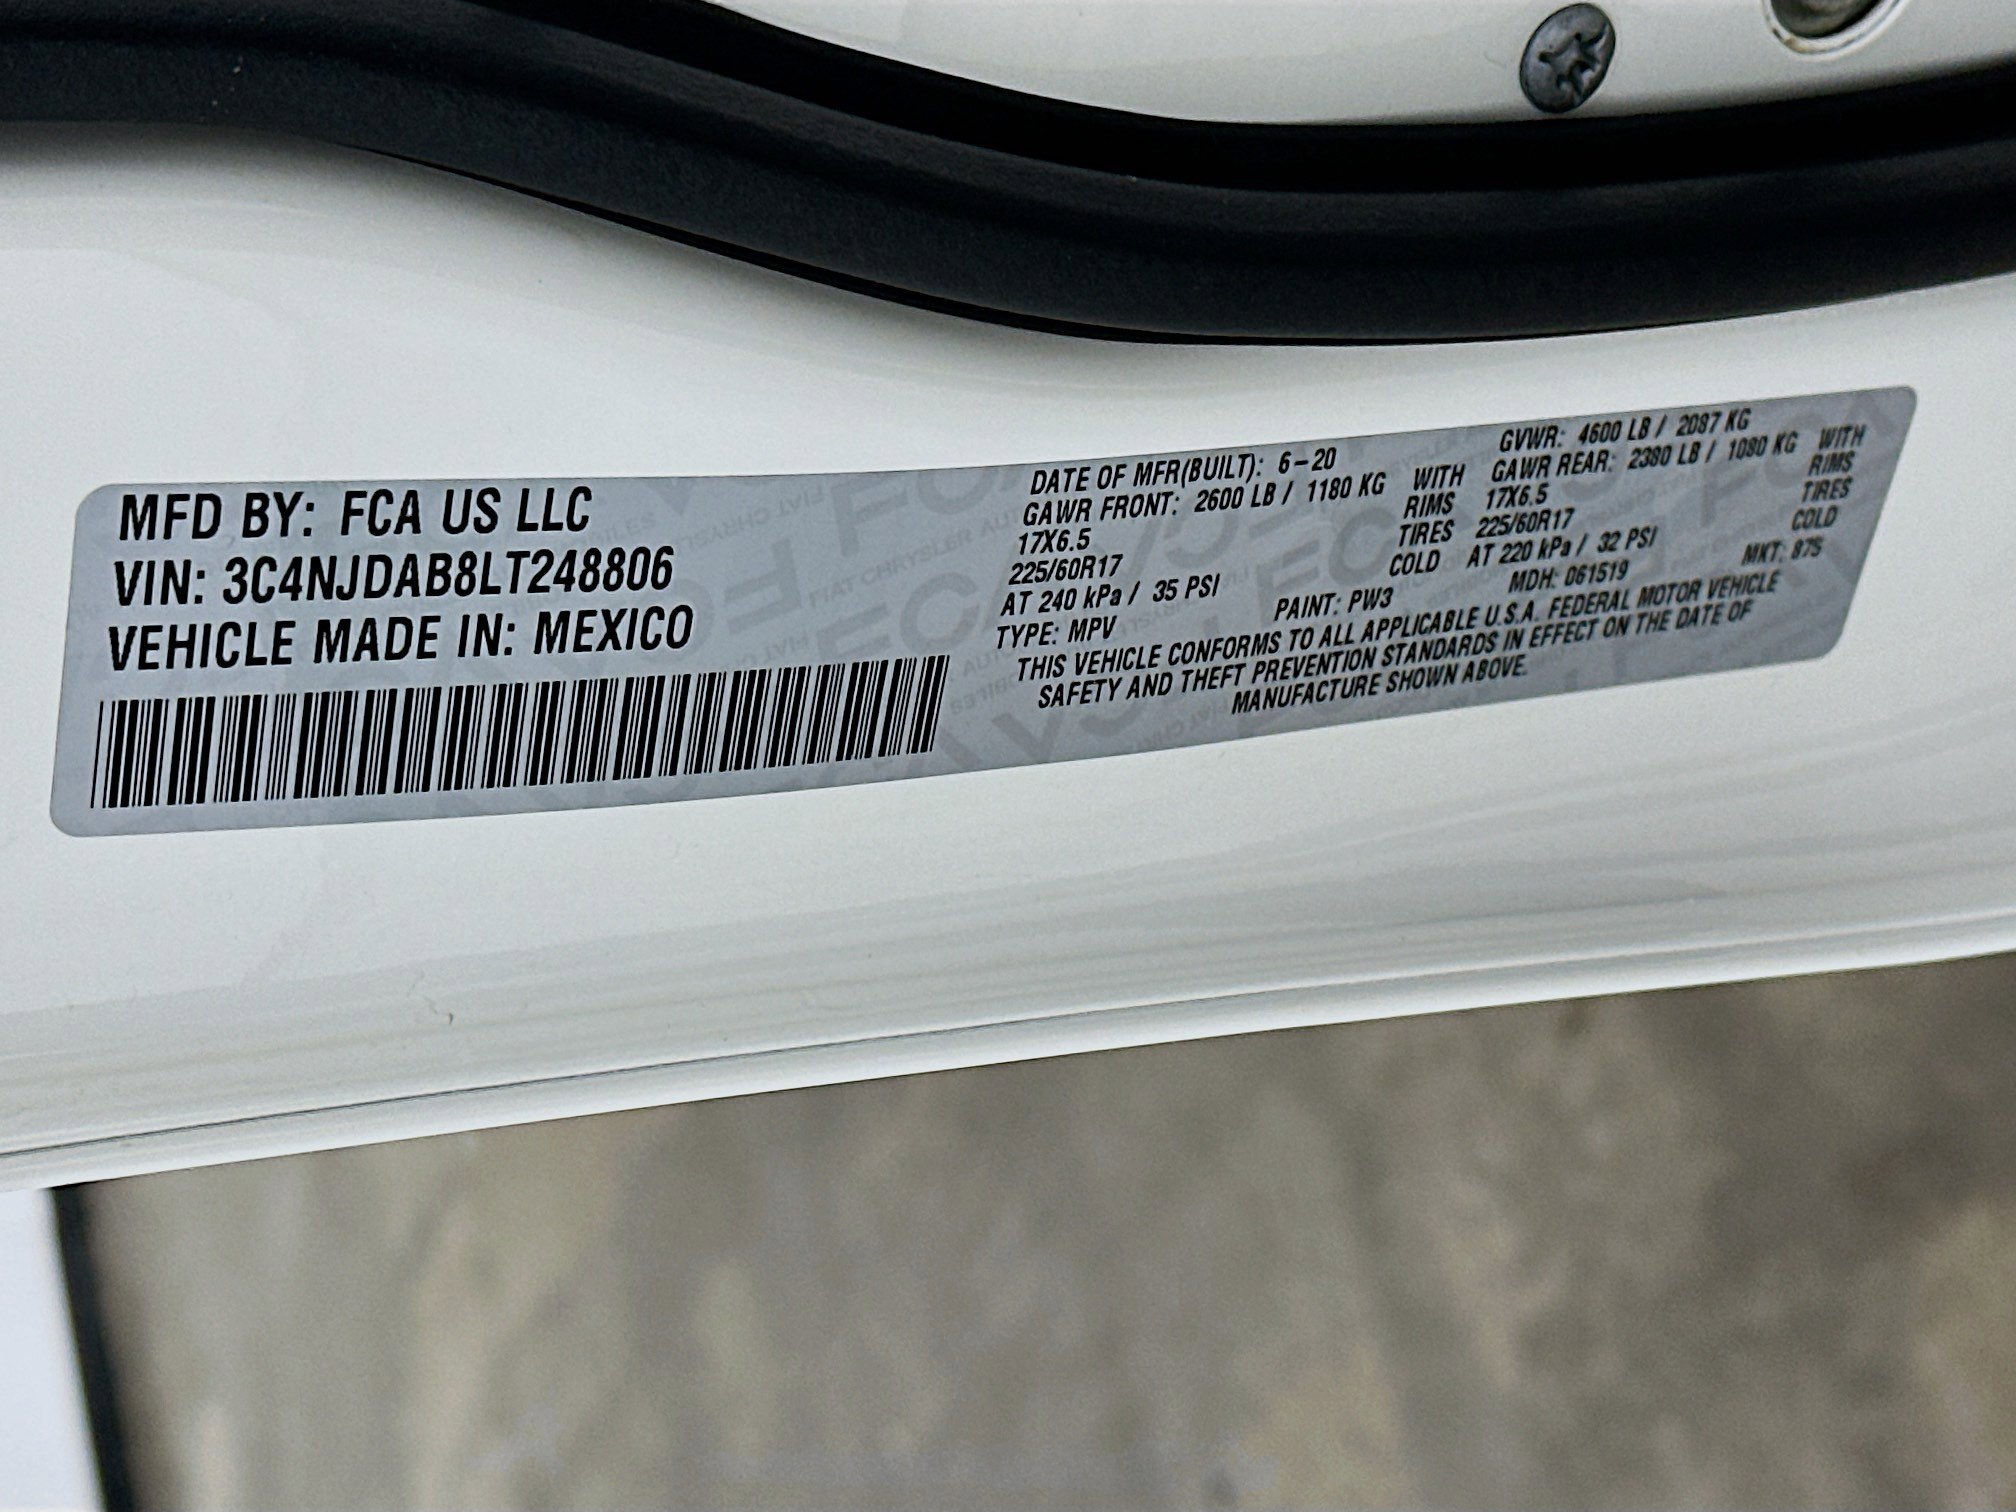 MFD BY: FCA US LLC
VIN: 3C4NJDAB8LT248806
VEHICLE MADE IN: MEXICO
DATE OF MFR(BUILT): 6-20 GVWR: 4600 LB / 2087 KG
GAWR FRONT: 2600 LB / 1180 KG WITH GAWR REAR: 2380 LB / 1080 KG WITH
17X6.5 RIMS 17X6.5 RIMS
225/60R17 TIRES 225/60R17 TIRES
AT 240 kPa / 35 PSI COLD AT 220 kPa / 32 PSI COLD
TYPE: MPV PAINT: PW3 MDH: 061519 MKT: 875
THIS VEHICLE CONFORMS TO ALL APPLICABLE U.S.A. FEDERAL MOTOR VEHICLE
SAFETY AND THEFT PREVENTION STANDARDS IN EFFECT ON THE DATE OF
MANUFACTURE SHOWN ABOVE.